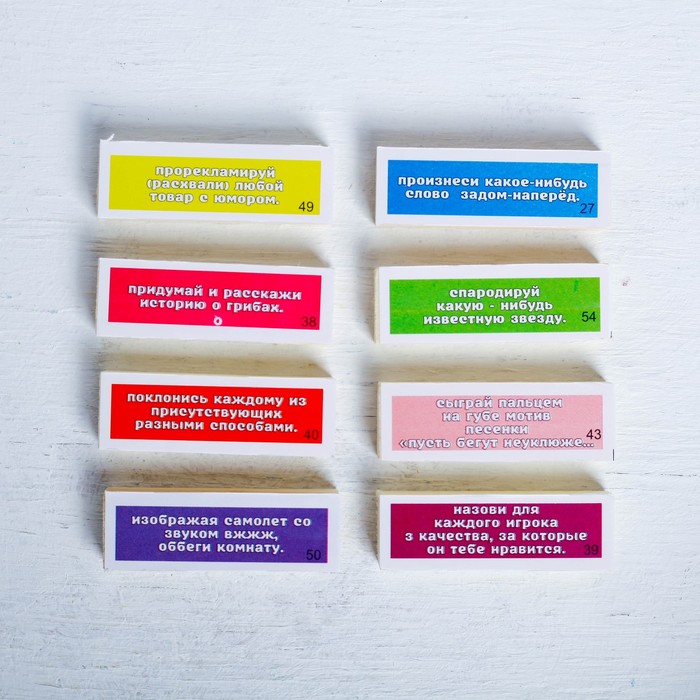 прорекламируй
(расхвали) любой
товар с юмором.
49
произнеси какое-нибудь
слово задом-наперёд.
27
придумай и расскажи
историю о грибах.
38
спародируй
какую - нибудь
известную звезду.
54
поклонись каждому из
присутствующих
разными способами.
40
сыграй пальцем
на губе мотив
песенки
«пусть бегут неуклюже...
43
изображая самолет со
звуком вжжж,
оббеги комнату.
50
назови для
каждого игрока
3 качества, за которые
он тебе нравится.
39